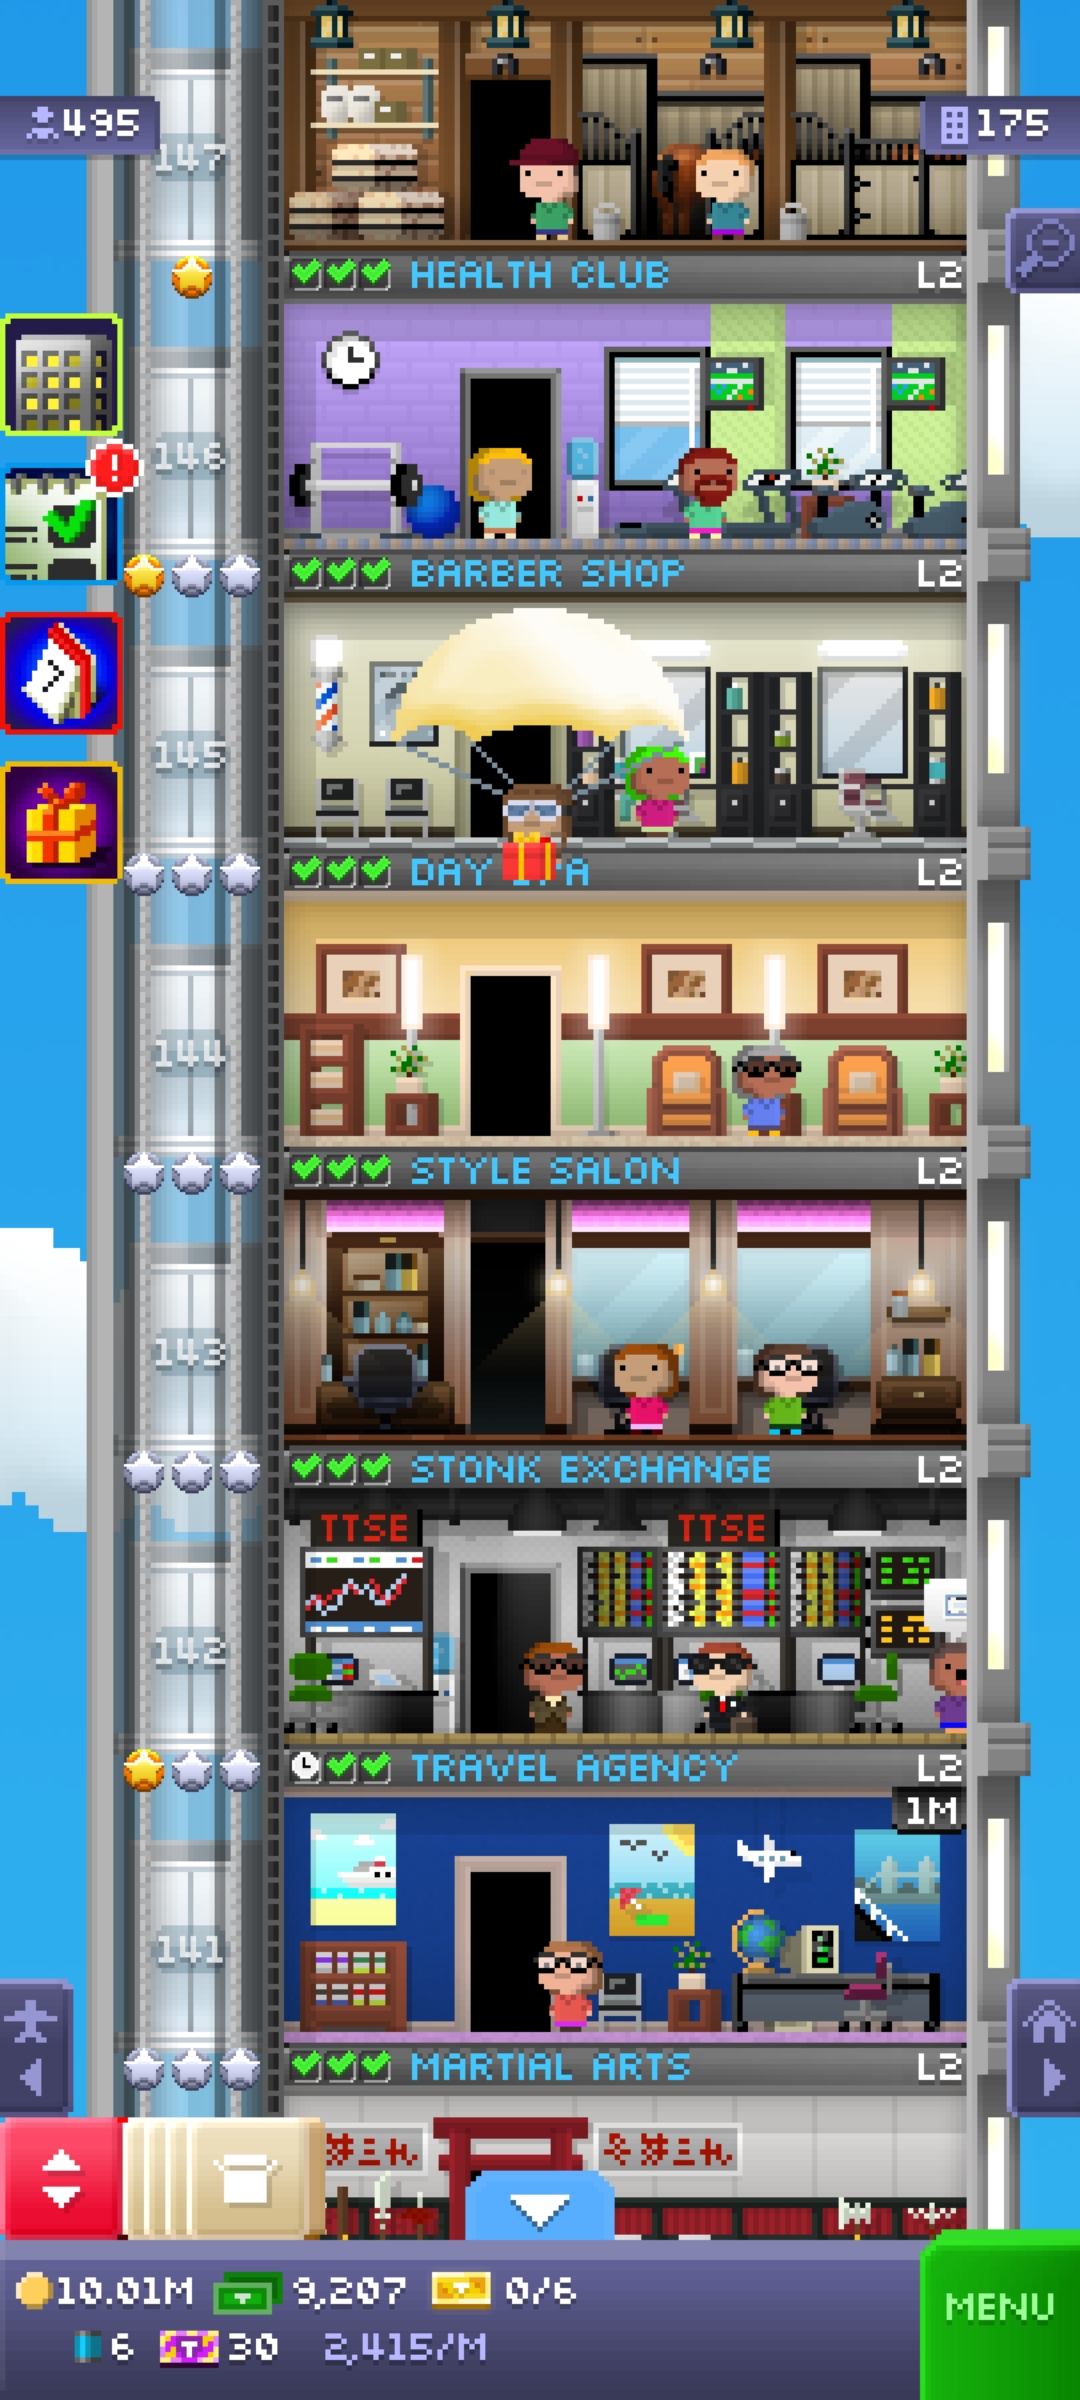 495
175
147
HEALTH CLUB L2
146
BARBER SHOP L2
145
DAY L2
144
STYLE SALON L2
143
STONK EXCHANGE L2
TTSE TTSE
142
TRAVEL AGENCY L2
1M
141
MARTIAL ARTS L2
10.01M 9,207 0/6
MENU
6 T 30 2,415/M